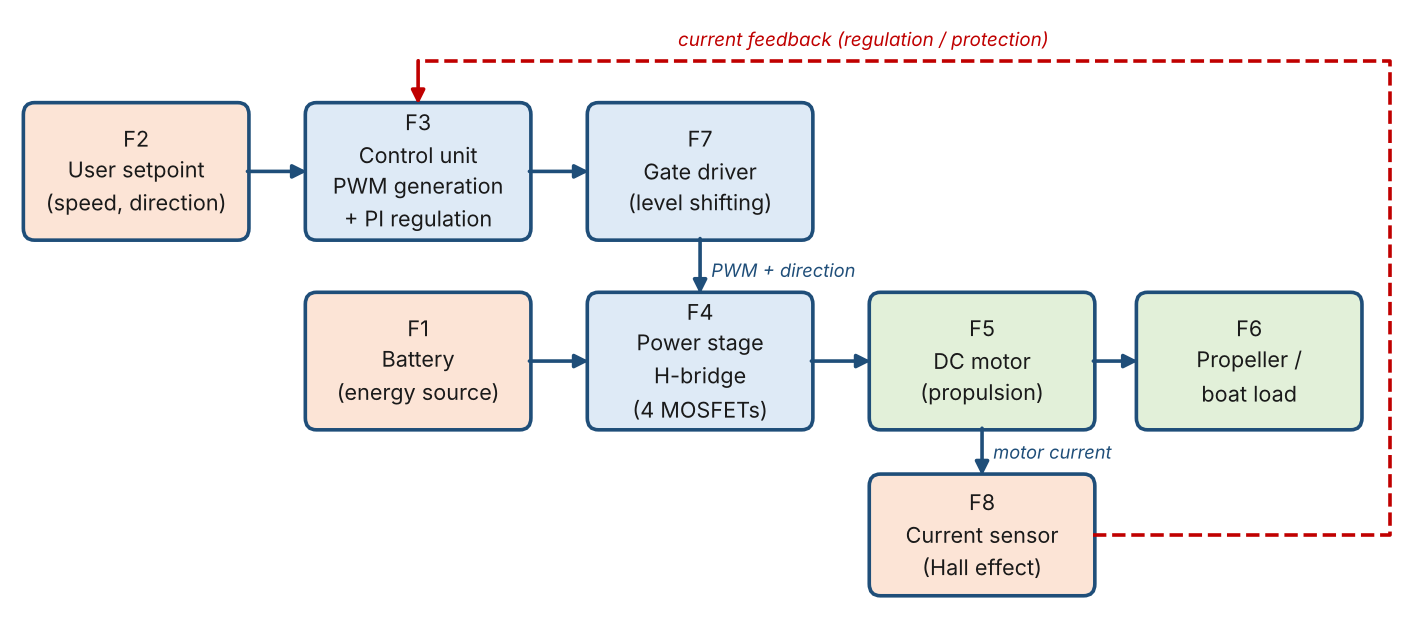 current feedback (regulation / protection)
F2
User setpoint
(speed, direction)
F3
Control unit
PWM generation
+ PI regulation
F7
Gate driver
(level shifting)
PWM + direction
F1
Battery
(energy source)
F4
Power stage
H-bridge
(4 MOSFETs)
F5
DC motor
(propulsion)
F6
Propeller /
boat load
motor current
F8
Current sensor
(Hall effect)